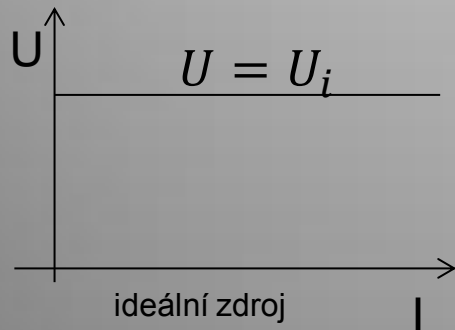 U
U = U_i
ideální zdroj
I